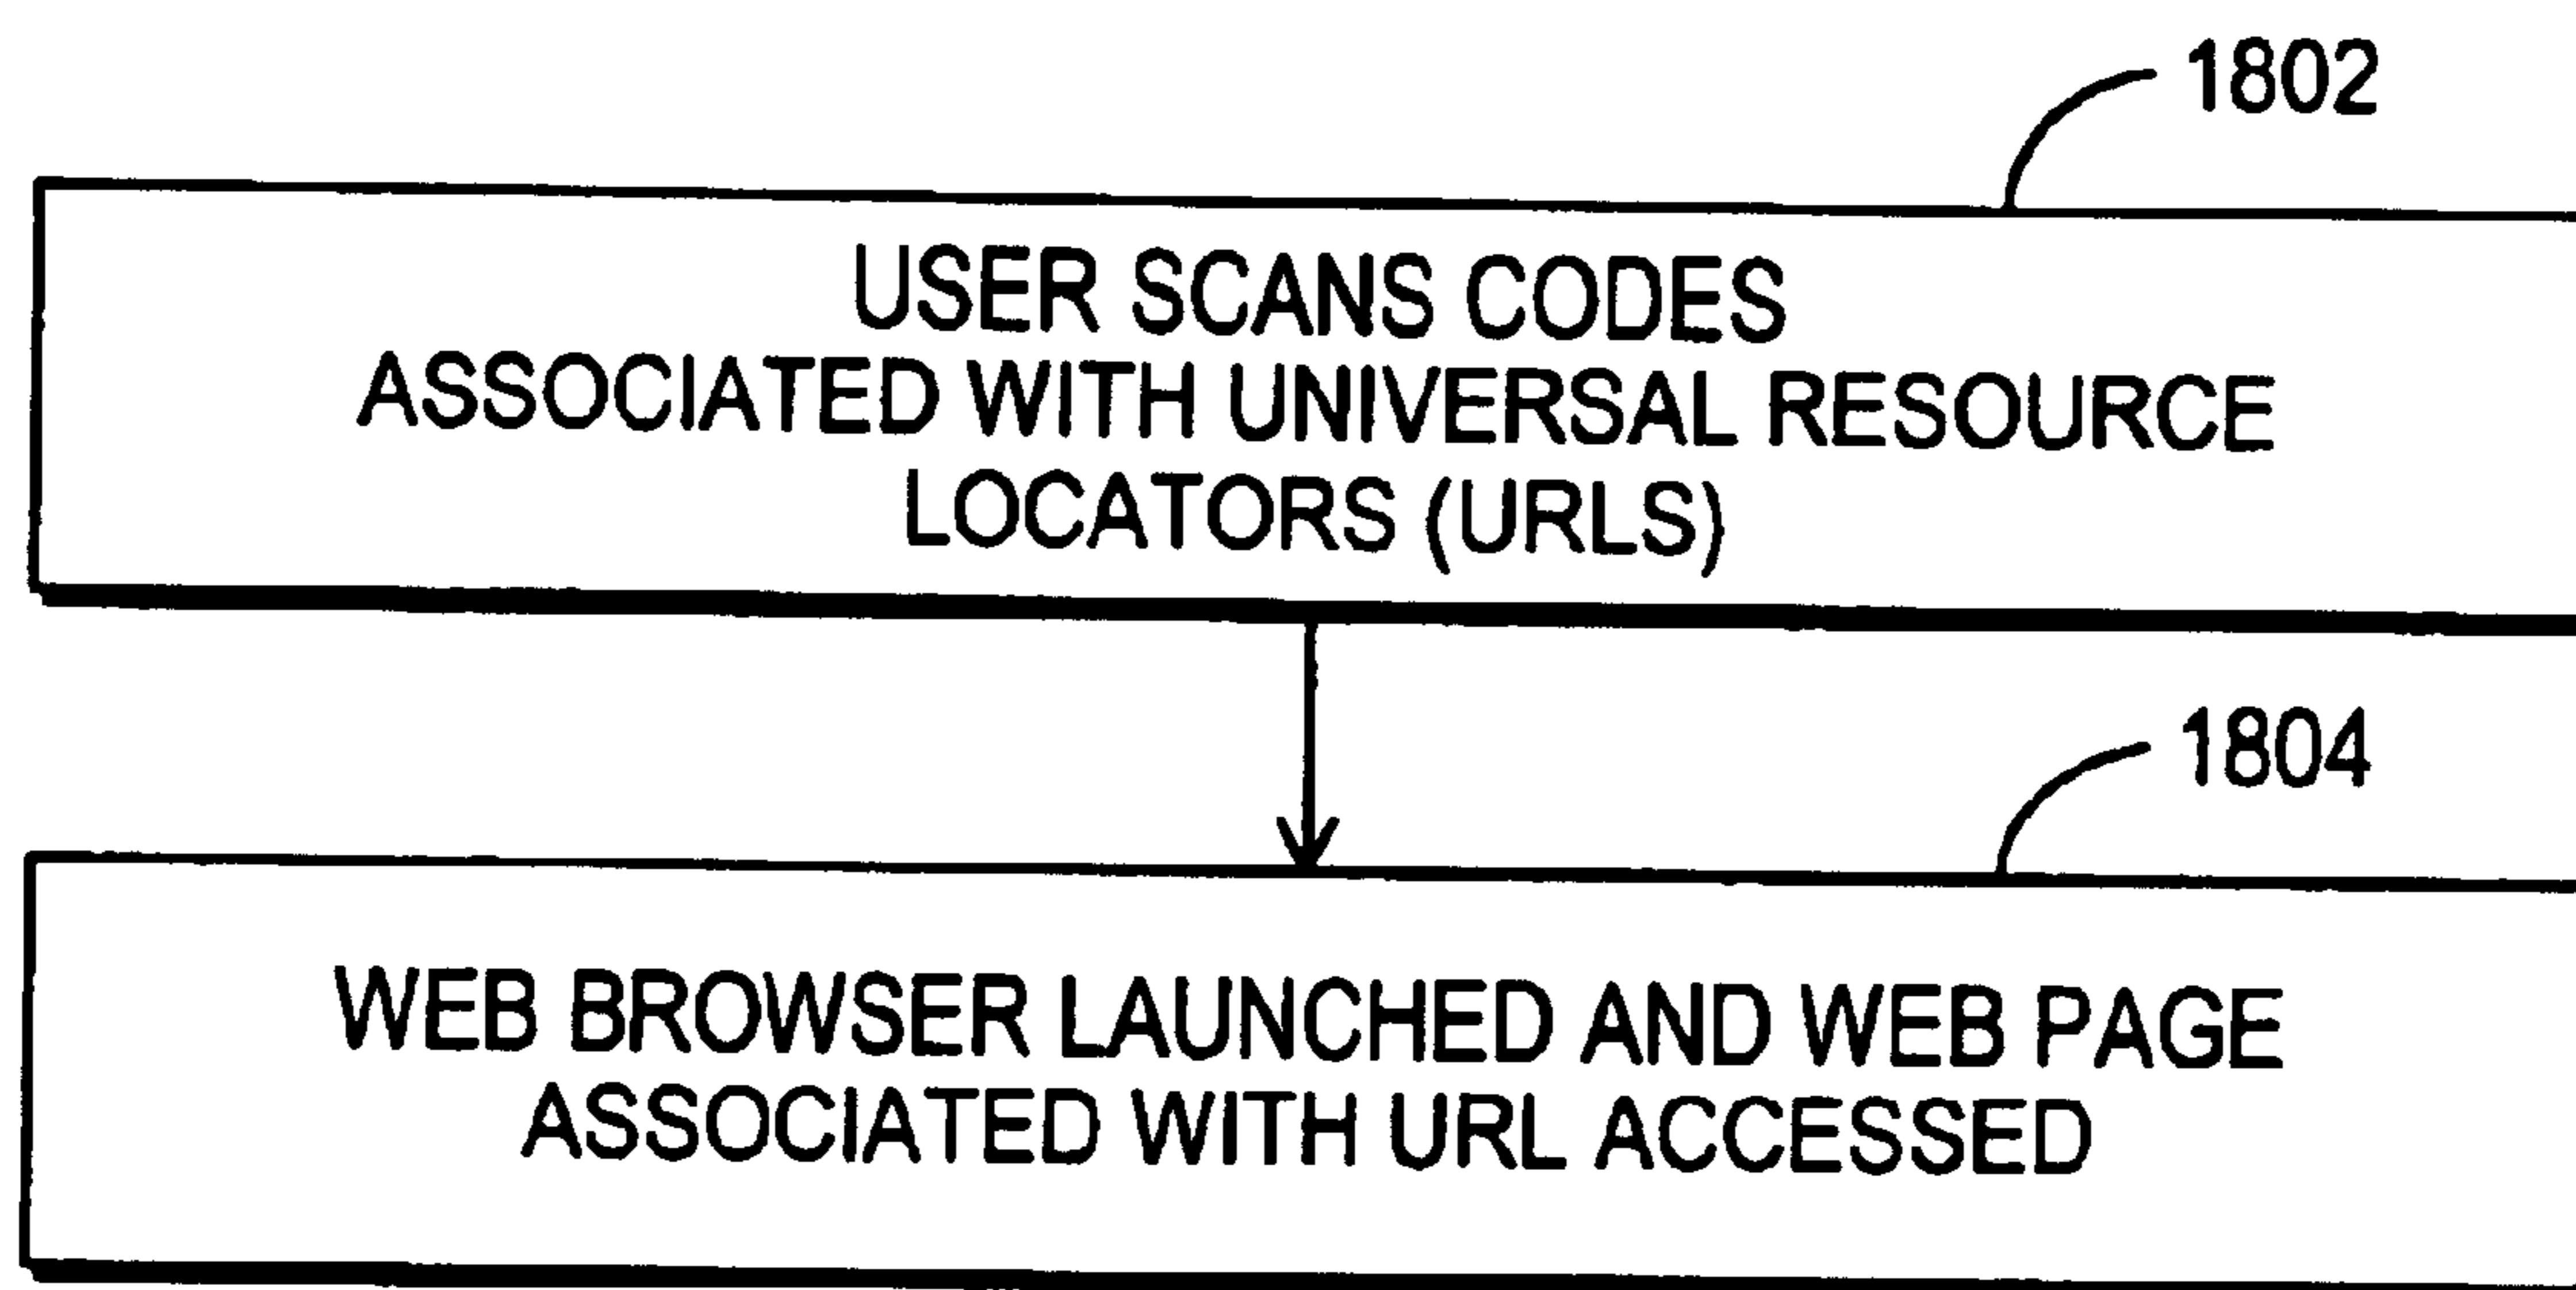 1802
USER SCANS CODES
ASSOCIATED WITH UNIVERSAL RESOURCE
LOCATORS (URLS)
1804
WEB BROWSER LAUNCHED AND WEB PAGE
ASSOCIATED WITH URL ACCESSED